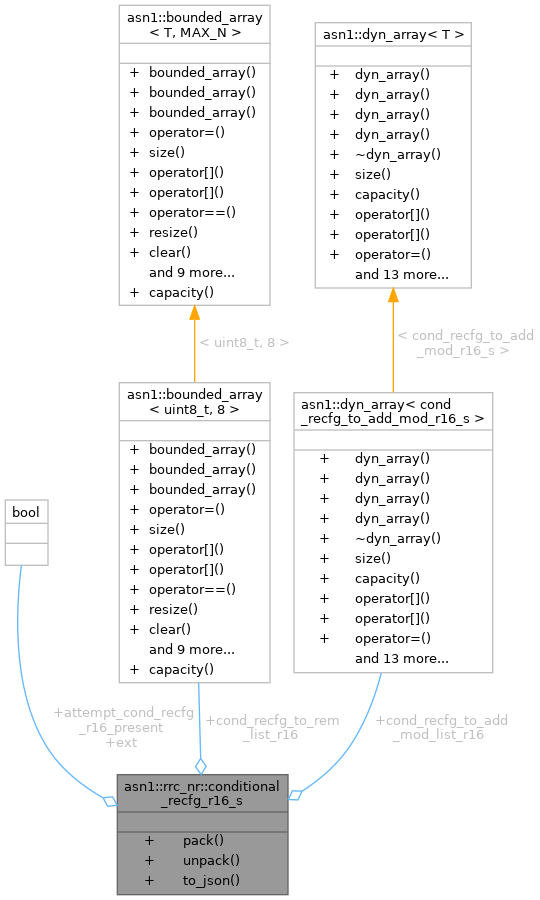 asn1::bounded_array
< T, MAX_N >
+ bounded_array()
+ bounded_array()
+ bounded_array()
+ operator=()
+ size()
+ operator[]()
+ operator[]()
+ operator==()
+ resize()
+ clear()
and 9 more...
+ capacity()
asn1::dyn_array< T >
+ dyn_array()
+ dyn_array()
+ dyn_array()
+ dyn_array()
+ ~dyn_array()
+ size()
+ capacity()
+ operator[]()
+ operator[]()
+ operator=()
and 13 more...
< uint8_t, 8 >
< cond_recfg_to_add
_mod_r16_s >
asn1::bounded_array
< uint8_t, 8 >
+ bounded_array()
+ bounded_array()
+ bounded_array()
+ operator=()
+ size()
+ operator[]()
+ operator[]()
+ operator==()
+ resize()
+ clear()
and 9 more...
+ capacity()
asn1::dyn_array< cond
_recfg_to_add_mod_r16_s >
+ dyn_array()
+ dyn_array()
+ dyn_array()
+ dyn_array()
+ ~dyn_array()
+ size()
+ capacity()
+ operator[]()
+ operator[]()
+ operator=()
and 13 more...
bool
+attempt_cond_recfg
_r16_present
+ext
+cond_recfg_to_rem
_list_r16
+cond_recfg_to_add
_mod_list_r16
asn1::rrc_nr::conditional
_recfg_r16_s
+ pack()
+ unpack()
+ to_json()